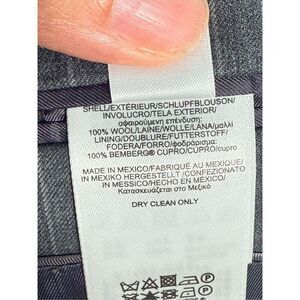 SHELL/EXTÉRIEUR/SCHLUPFBLOUSON/
INVOLUCRO/TELA EXTERIOR/
αφαιρούμενη επένδυση:
100% WOOL/LAINE/WOLLE/LANA/μαλλί
LINING/DOUBLURE/FUTTERSTOFF/
FODERA/FORRO/φοδράρισμα:
100% BEMBERG® CUPRO/CUPRO/cupro
MADE IN MEXICO/FABRIQUÉ AU MEXIQUE/
IN MEXIKO HERGESTELLT /CONFEZIONATO
IN MESSICO/HECHO EN MÉXICO/
Κατασκευάζεται στο Μεξικό
DRY CLEAN ONLY